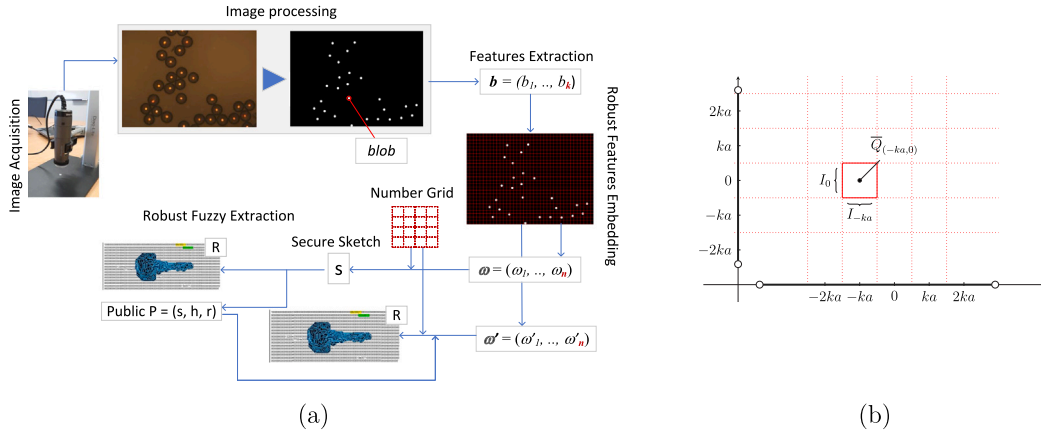 Image processing
Image Acquisition
blob
Features Extraction
b = (b1, .., bk)
Robust Features Embedding
Number Grid
Robust Fuzzy Extraction
Secure Sketch
R
S
ϖ = (ω1, .., ωn)
Public P = (s, h, r)
R
ϖ' = (ω'1, .., ω'n)
(a)
2ka
ka
0
−ka
−2ka
Q̅(−ka,0)
I0
I−ka
−2ka −ka 0 ka 2ka
(b)